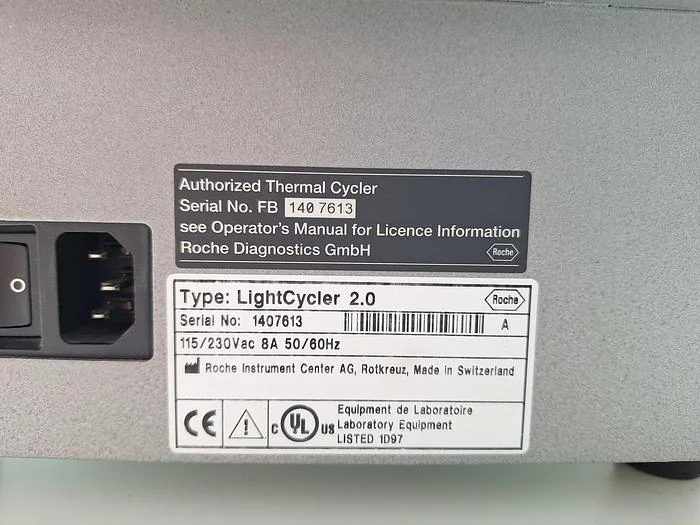 Authorized Thermal Cycler
Serial No. FB 140 7613
see Operator's Manual for Licence Information
Roche Diagnostics GmbH
Roche
Type: LightCycler 2.0
Roche
Serial No: 1407613
A
115/230Vac 8A 50/60Hz
Roche Instrument Center AG, Rotkreuz, Made in Switzerland
CE
C UL US
Equipment de Laboratoire
Laboratory Equipment
LISTED 1D97